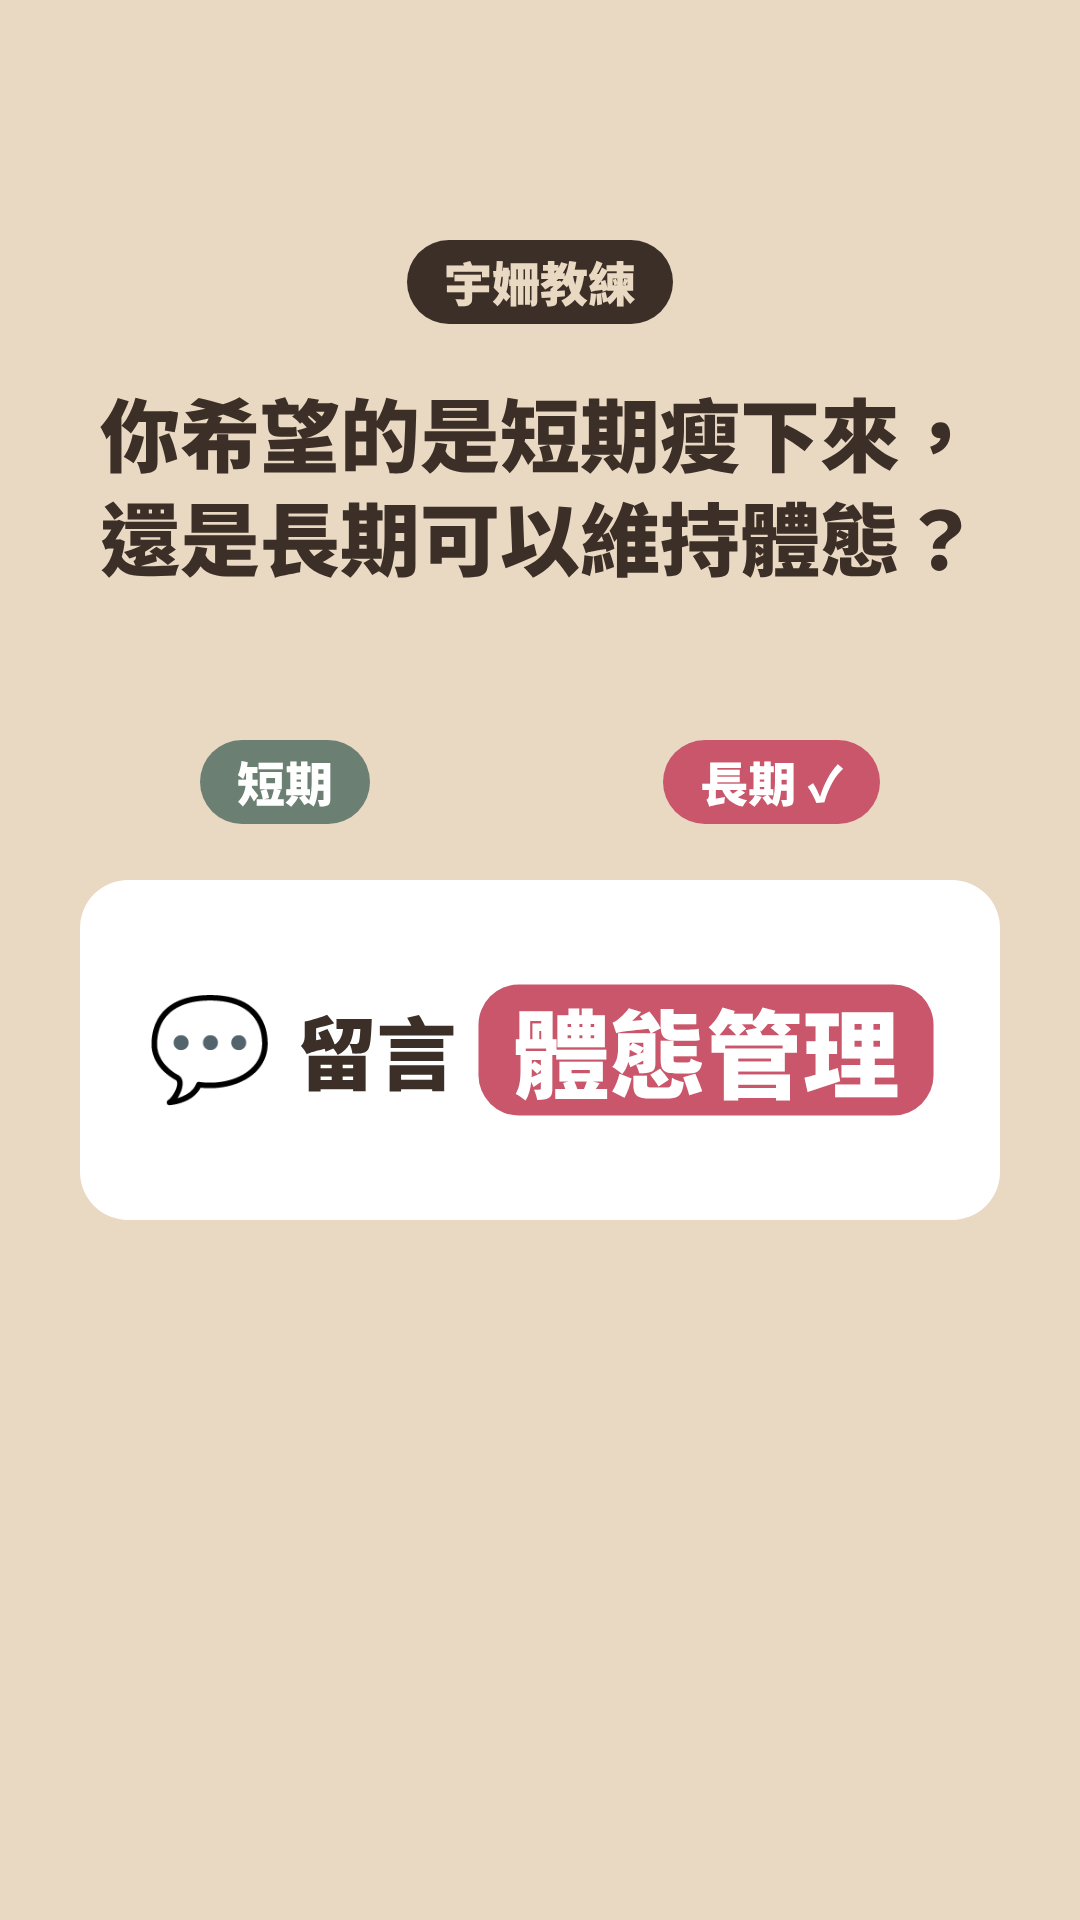 宇姍教練
你希望的是短期瘦下來，
還是長期可以維持體態？
短期
長期 ✓
💬 留言 體態管理